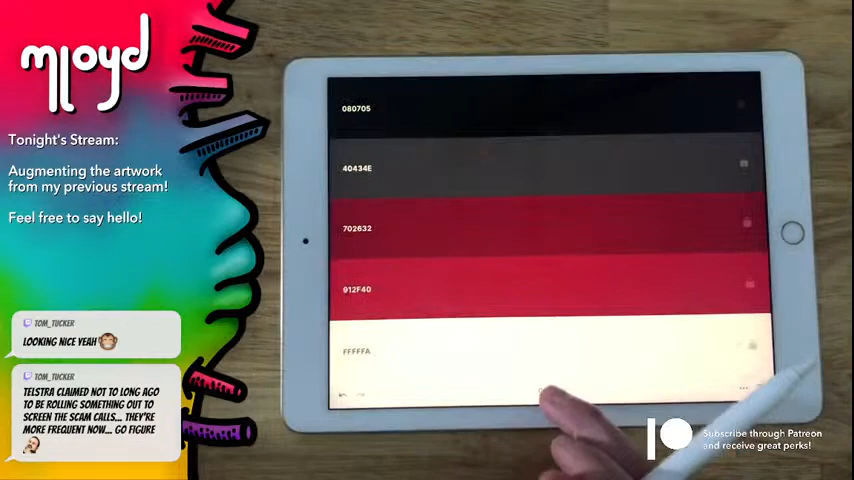 mloyd
Tonight's Stream:
Augmenting the artwork
from my previous stream!
Feel free to say hello!
TOM_TUCKER
LOOKING NICE YEAH
TOM_TUCKER
TELSTRA CLAIMED NOT TO LONG AGO
TO BE ROLLING SOMETHING OUT TO
SCREEN THE SCAM CALLS... THEY'RE
MORE FREQUENT NOW... GO FIGURE
080705
40434E
702632
912F40
FFFFFA
Subscribe through Patreon
and receive great perks!